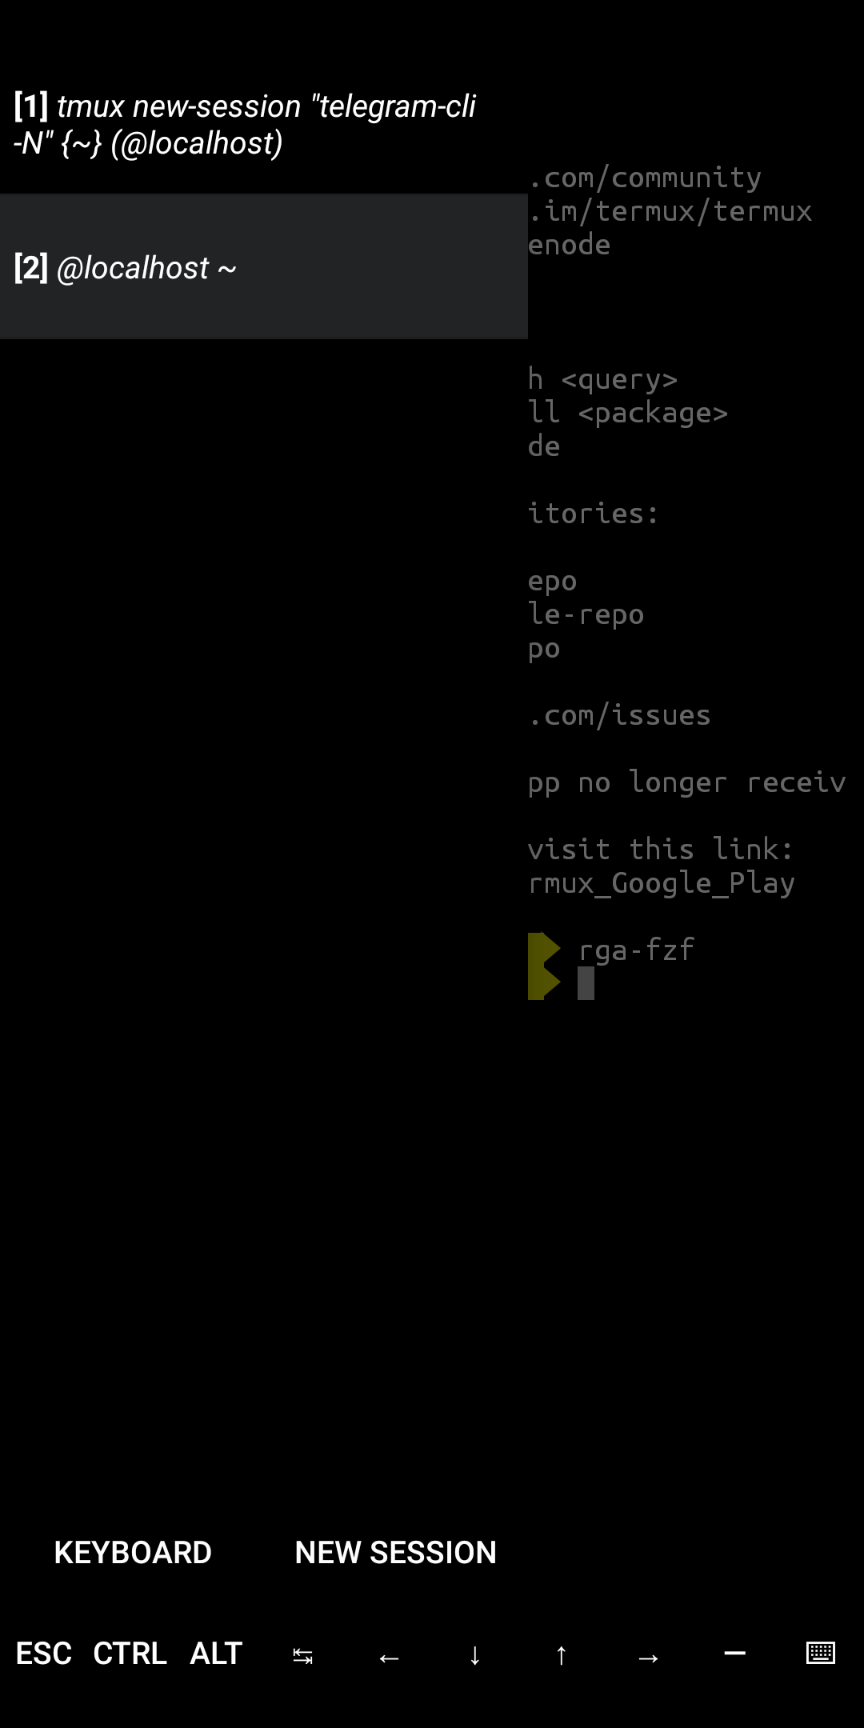 [1] tmux new-session "telegram-cli
-N" {~} (@localhost)
[2] @localhost ~
.com/community
.im/termux/termux
enode
h <query>
ll <package>
de
itories:
epo
le-repo
po
.com/issues
pp no longer receiv
visit this link:
rmux_Google_Play
rga-fzf
KEYBOARD NEW SESSION
ESC CTRL ALT ↹ ← ↓ ↑ → —